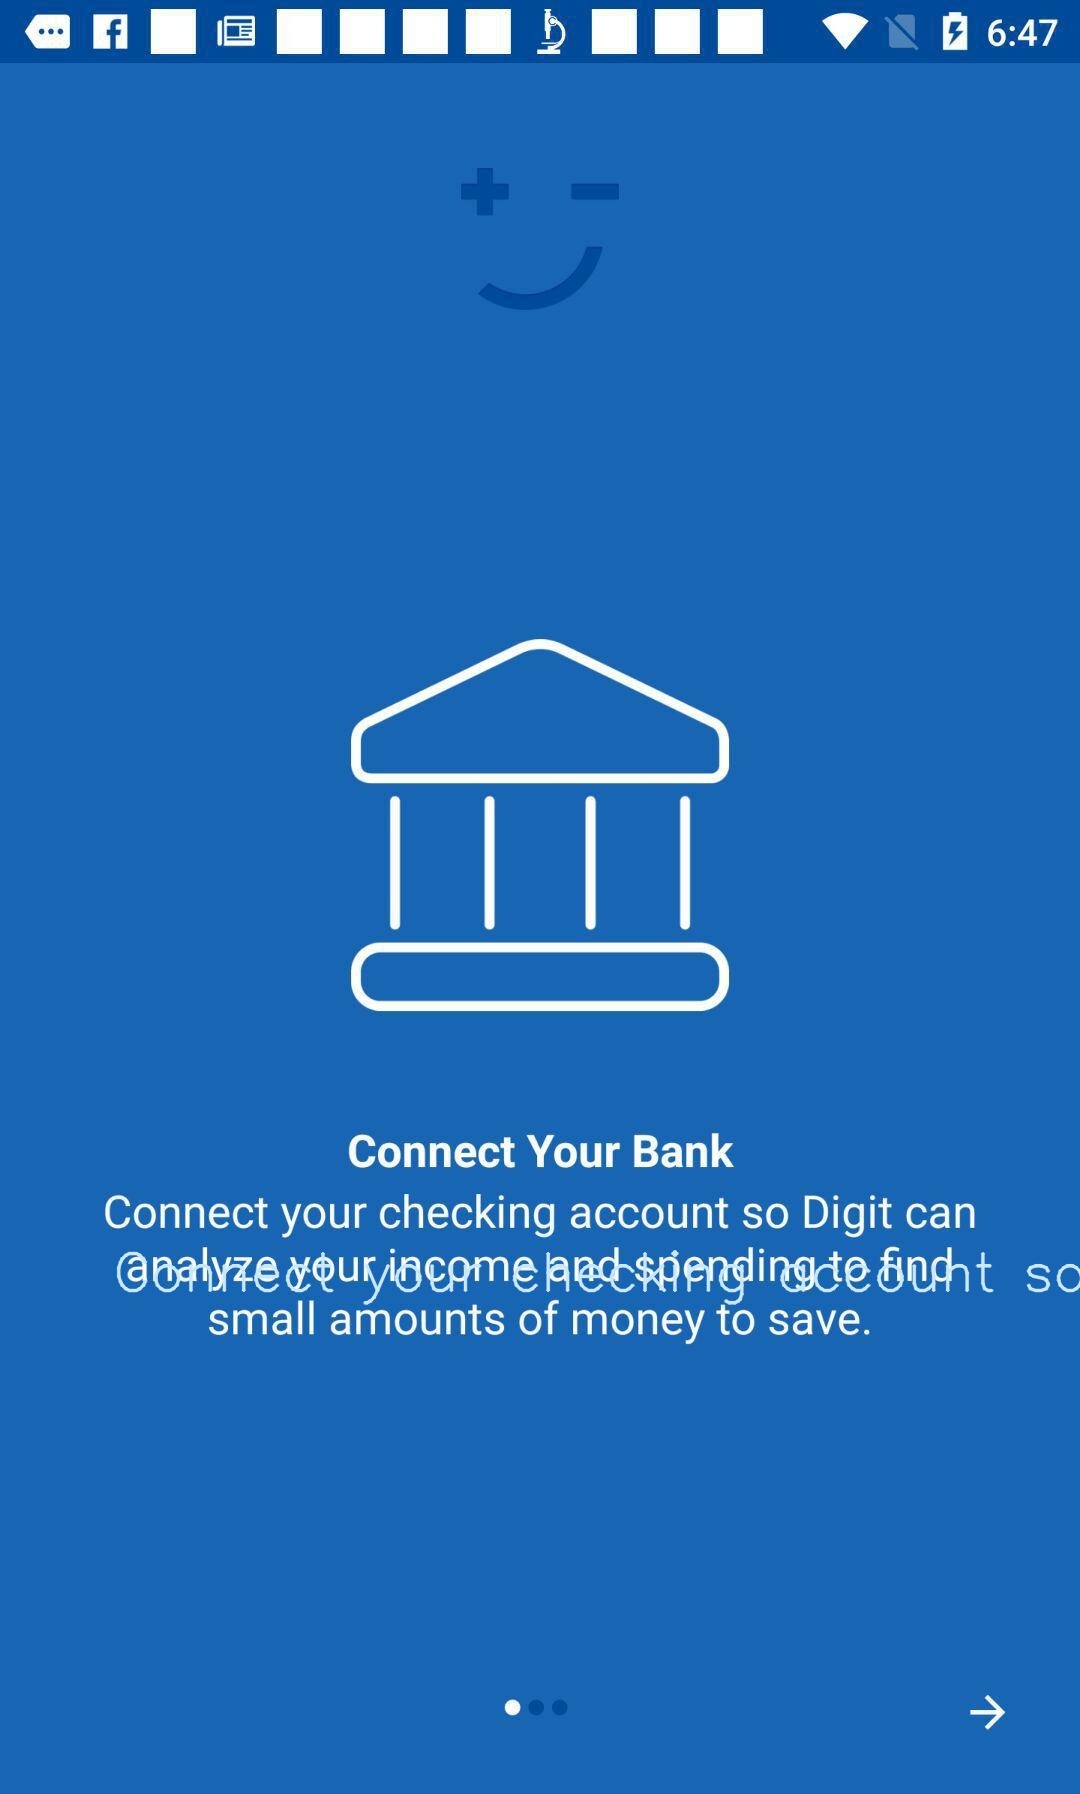 6:47
Connect Your Bank
Connect your checking account so Digit can
analyze your income and spending to find
Connect your checking account so
small amounts of money to save.